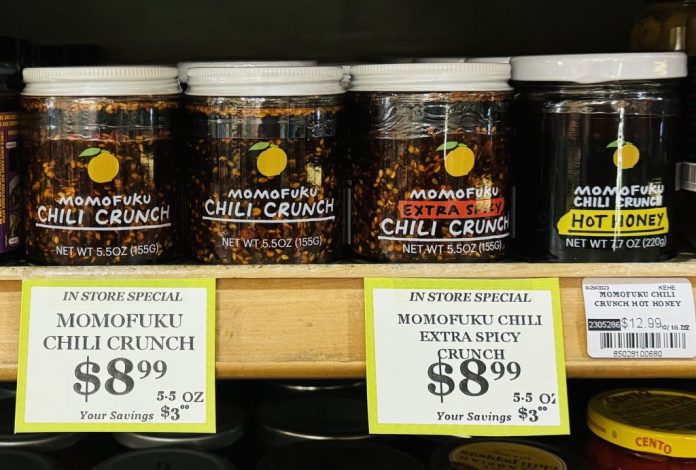 MOMOFUKU
CHILI CRUNCH
NET WT 5.5OZ (155G)
MOMOFUKU
CHILI CRUNCH
NET WT 5.5OZ (155G)
MOMOFUKU
EXTRA SPICY
CHILI CRUNCH
NET WT 5.5OZ (155G)
MOMOFUKU
CHILI CRUNCH
HOT HONEY
NET WT 7.7 OZ (220g)
IN STORE SPECIAL
MOMOFUKU
CHILI CRUNCH
$8.99
5.5 OZ
Your Savings $3.00
IN STORE SPECIAL
MOMOFUKU CHILI
EXTRA SPICY
CRUNCH
$8.99
5.5 OZ
Your Savings $3.00
KEHE
MOMOFUKU CHILI
CRUNCH HOT HONEY
2305286 $12.99
CENTO